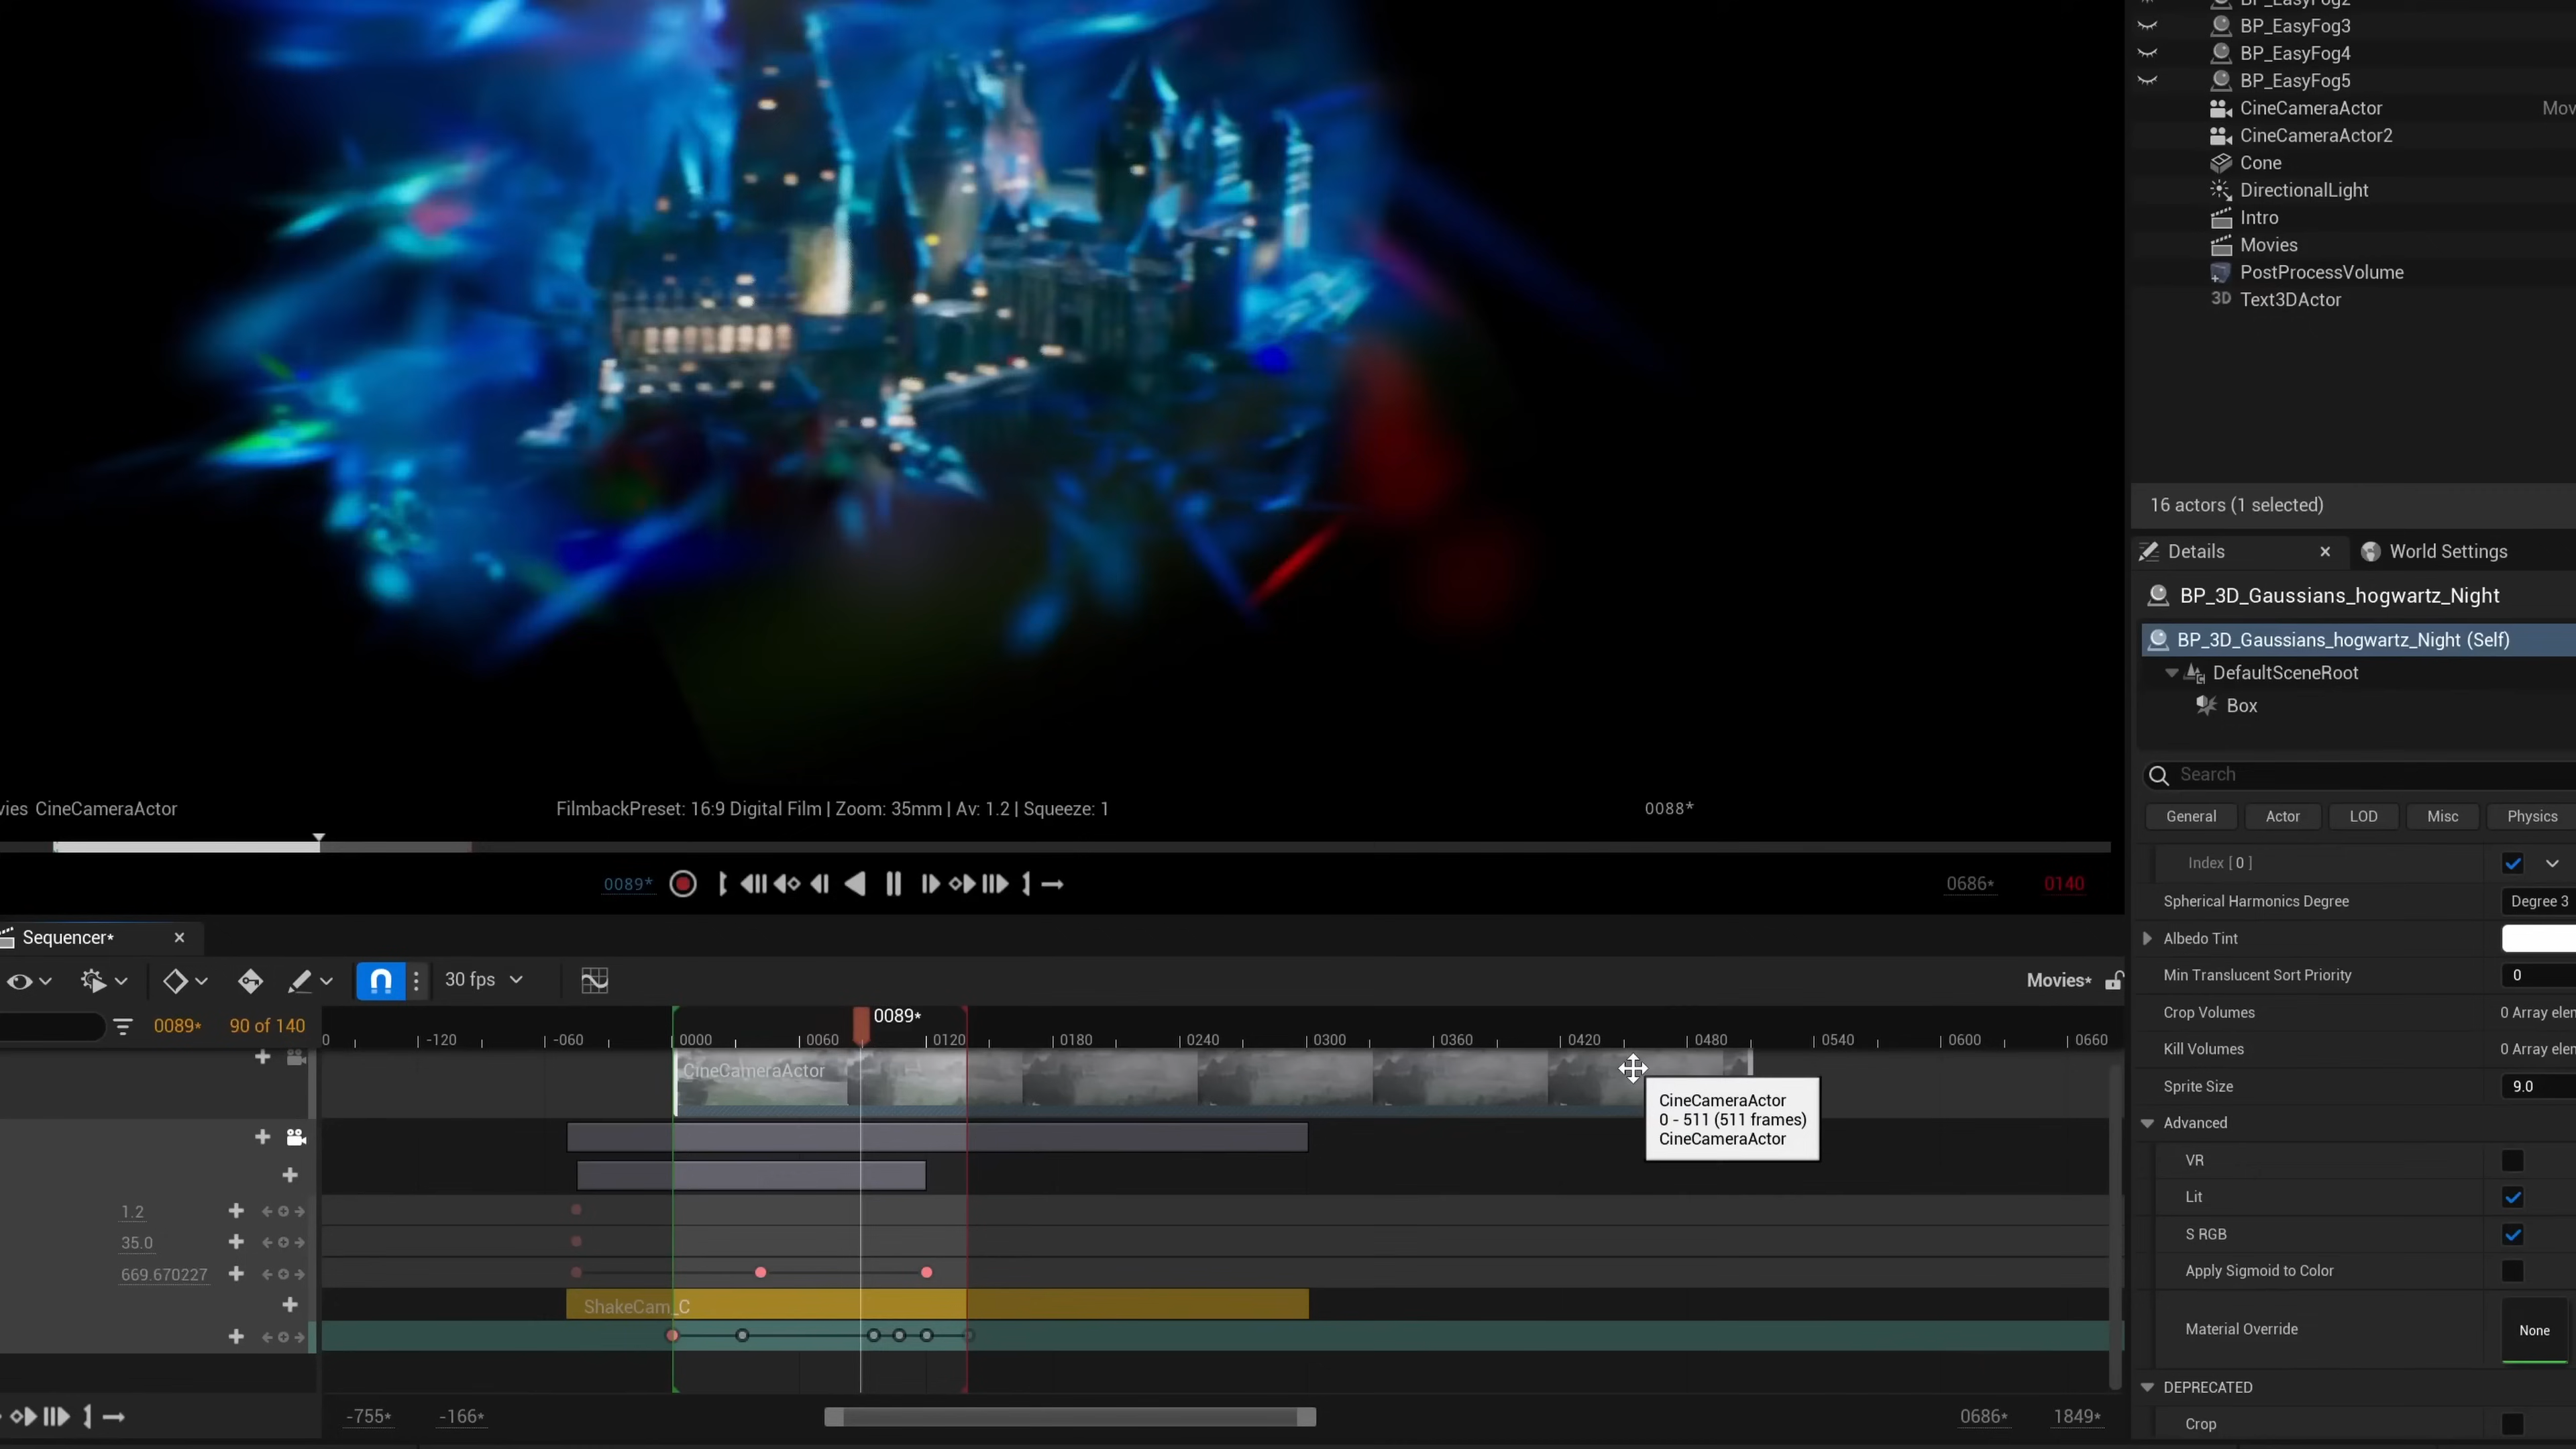 BP_EasyFog2
BP_EasyFog3
BP_EasyFog4
BP_EasyFog5
CineCameraActor
Mov
CineCameraActor2
Cone
DirectionalLight
Intro
Movies
PostProcessVolume
3D Text3DActor
16 actors (1 selected)
Details
World Settings
BP_3D_Gaussians_hogwartz_Night
BP_3D_Gaussians_hogwartz_Night (Self)
DefaultSceneRoot
Box
Search
General
Actor
LOD
Misc
Physics
Index [ 0 ]
Spherical Harmonics Degree
Degree 3
Albedo Tint
Min Translucent Sort Priority
0
Crop Volumes
0 Array elen
Kill Volumes
0 Array elen
Sprite Size
9.0
Advanced
VR
Lit
S RGB
Apply Sigmoid to Color
Material Override
None
DEPRECATED
Crop
vies CineCameraActor
FilmbackPreset: 16:9 Digital Film | Zoom: 35mm | Av: 1.2 | Squeeze: 1
0088*
0089*
0686*
0140
Sequencer*
30 fps
Movies*
0089*
90 of 140
0089*
0
-120
-060
0000
0060
0120
0180
0240
0300
0360
0420
0480
0540
0600
0660
CineCameraActor
CineCameraActor
0 - 511 (511 frames)
CineCameraActor
1.2
35.0
669.670227
ShakeCam_C
-755*
-166*
0686*
1849*